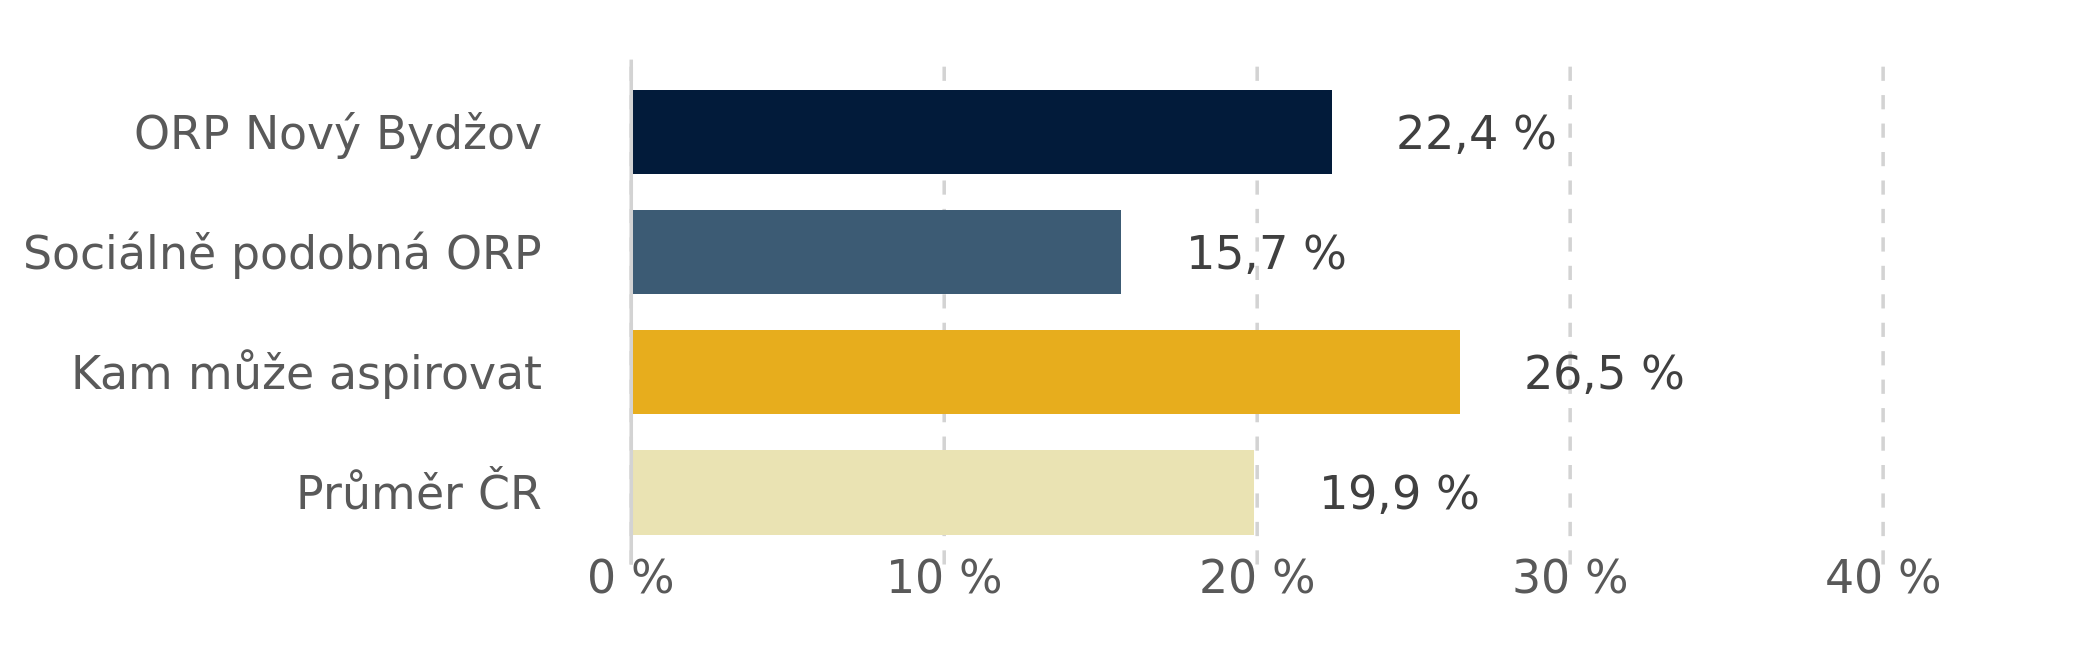 ORP Nový Bydžov 22,4 %
Sociálně podobná ORP 15,7 %
Kam může aspirovat 26,5 %
Průměr ČR 19,9 %
0 % 10 % 20 % 30 % 40 %